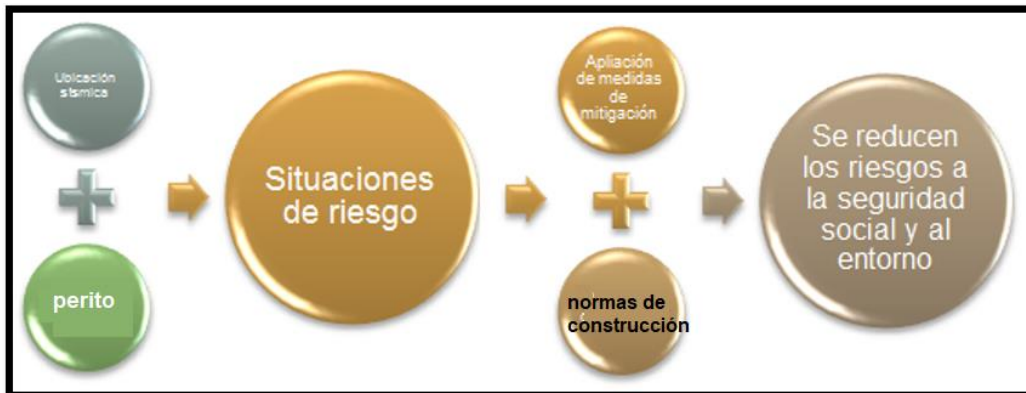 Ubicación
sísmica
perito
Situaciones
de riesgo
Apliación
de medidas
de
mitigación
normas de
construcción
Se reducen
los riesgos a
la seguridad
social y al
entorno